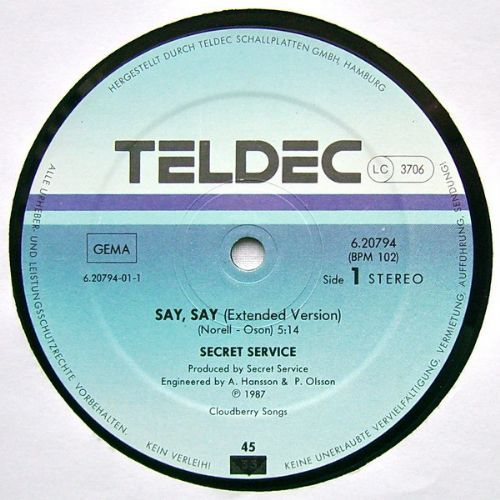 HERGESTELLT DURCH TELDEC SCHALLPLATTEN GMBH, HAMBURG
TELDEC
LC 3706
GEMA
6.20794-01-1
6.20794
(BPM 102)
Side 1 STEREO
SAY, SAY (Extended Version)
(Norell - Oson) 5:14
SECRET SERVICE
Produced by Secret Service
Engineered by A. Hansson & P. Olsson
℗ 1987
Cloudberry Songs
45
ALLE URHEBER- UND LEISTUNGSSCHUTZRECHTE VORBEHALTEN.
KEIN VERLEIH! KEINE UNERLAUBTE VERVIELFÄLTIGUNG, VERMIETUNG, AUFFÜHRUNG, SENDUNG!